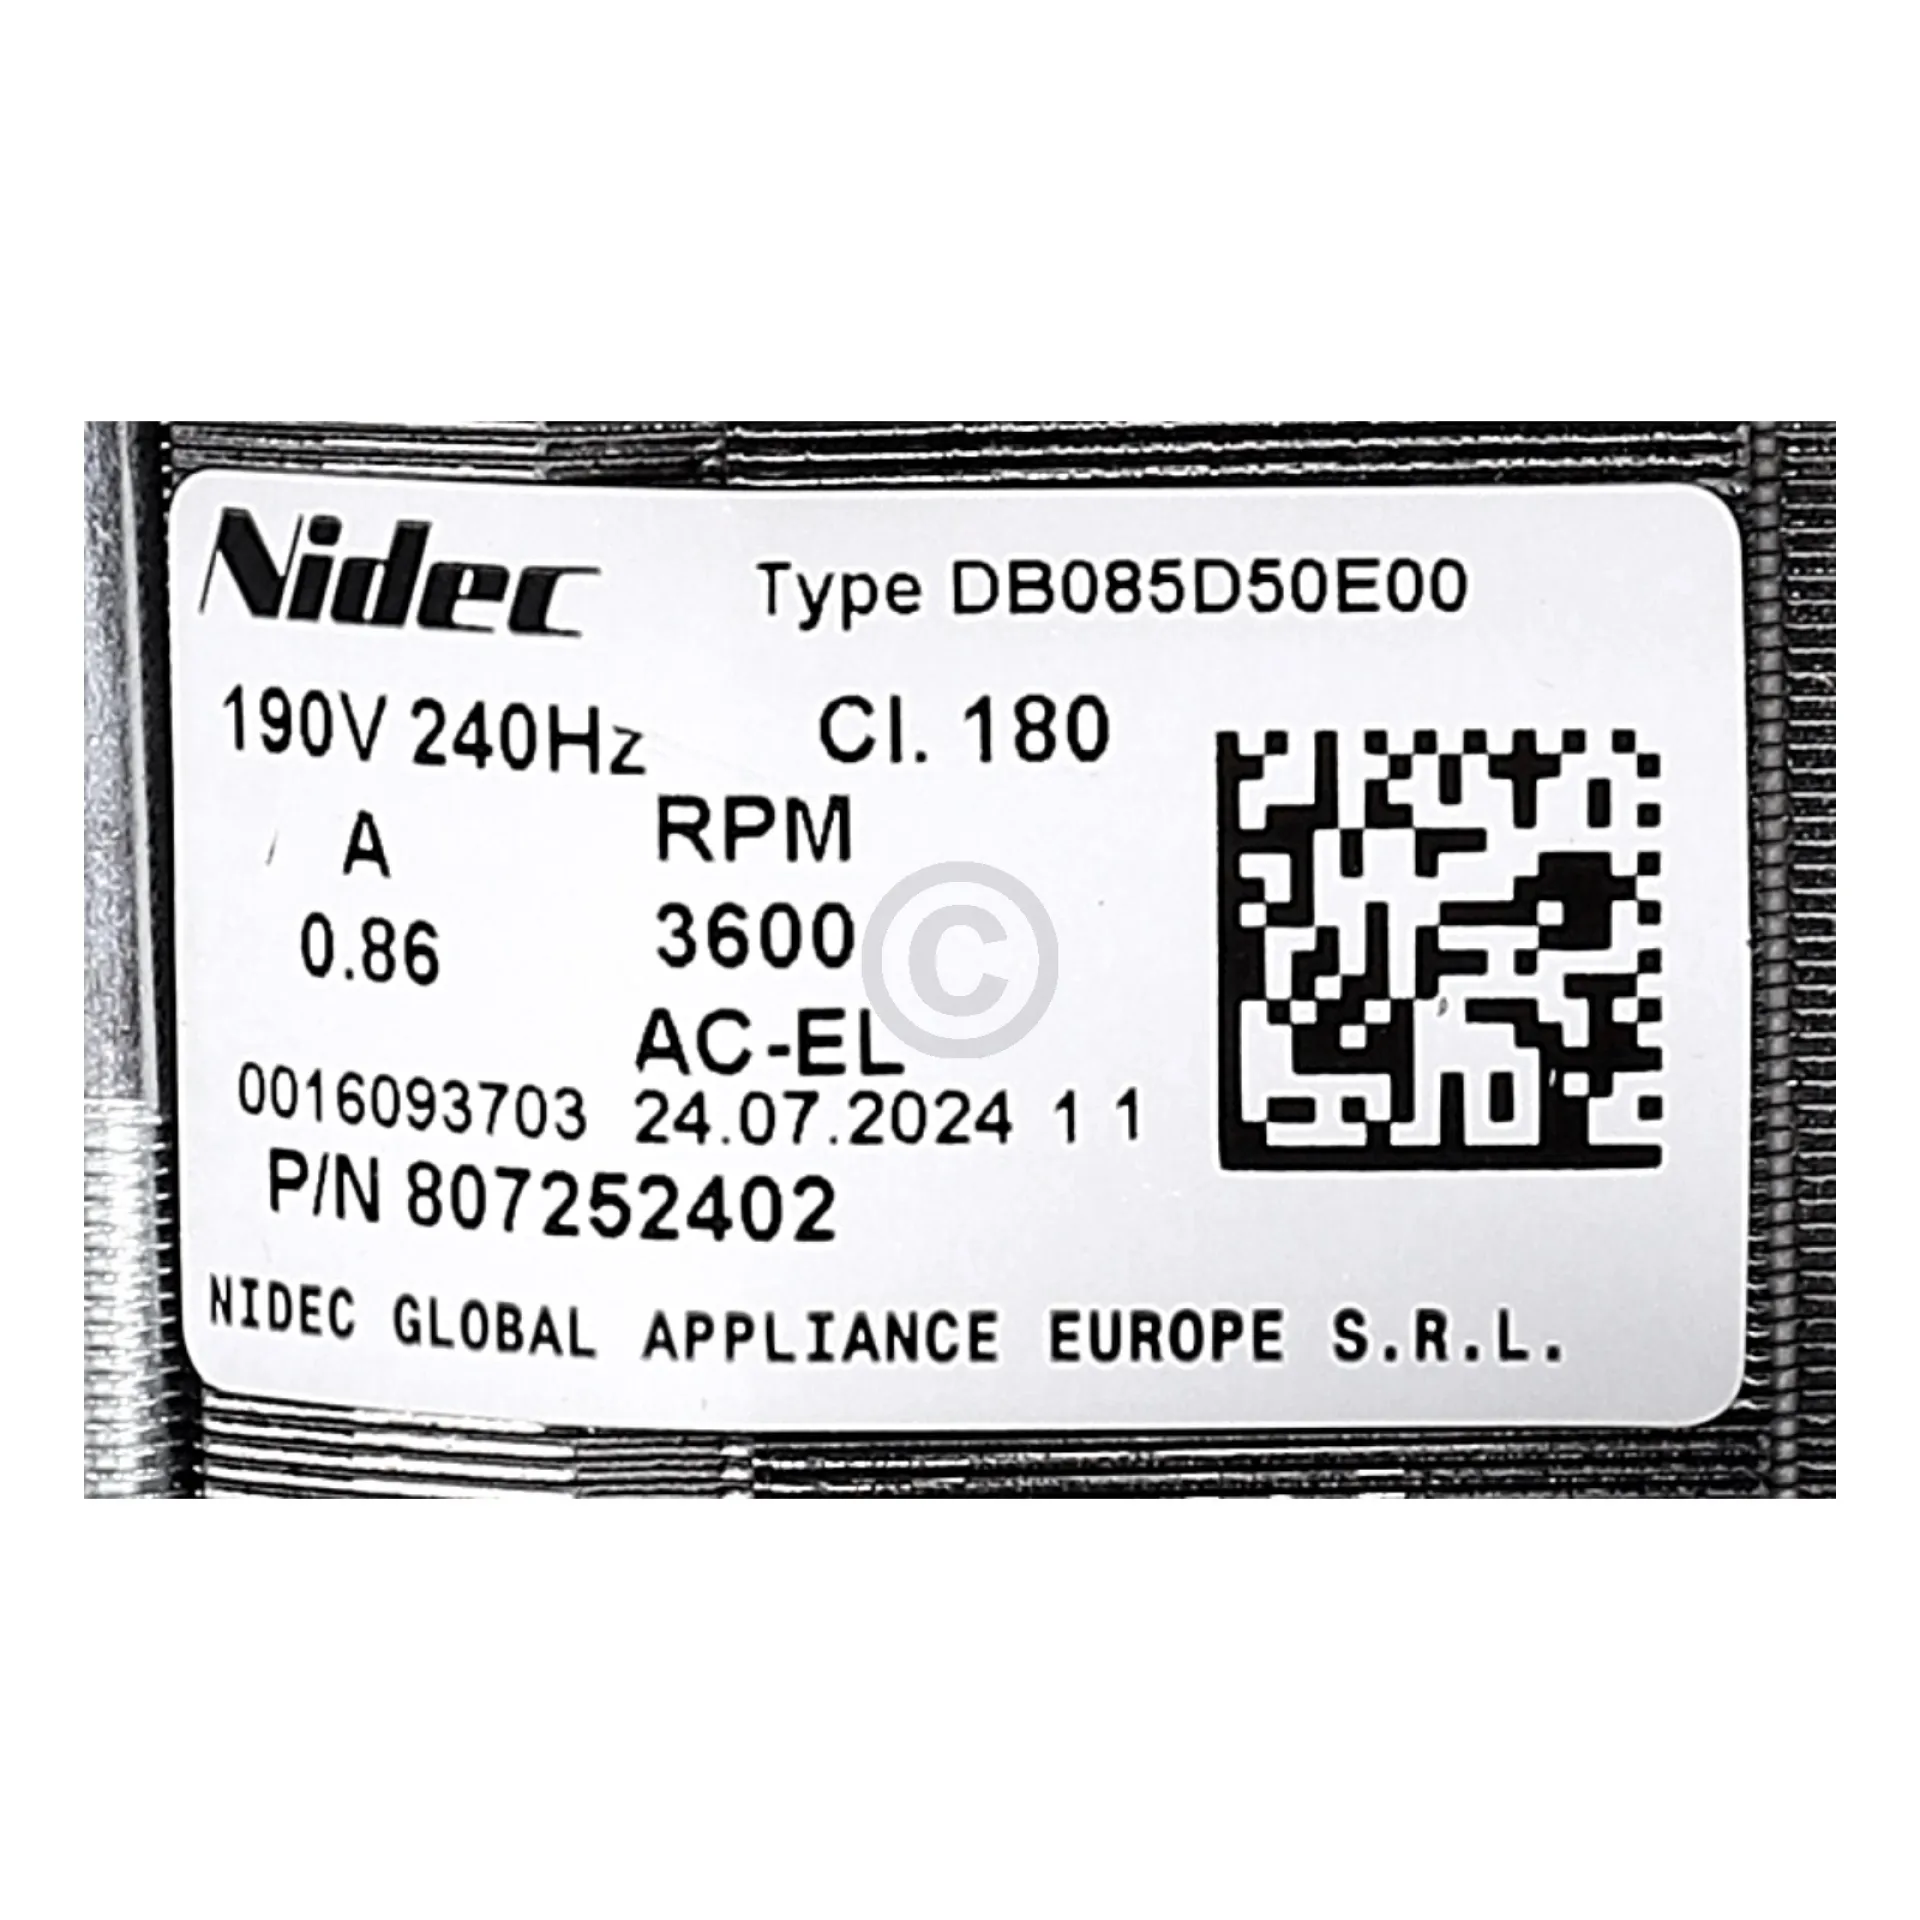 Nidec Type DB085D50E00
190V 240Hz Cl. 180
A RPM
0.86 3600
AC-EL
0016093703 24.07.2024 1 1
P/N 807252402
NIDEC GLOBAL APPLIANCE EUROPE S.R.L.
©